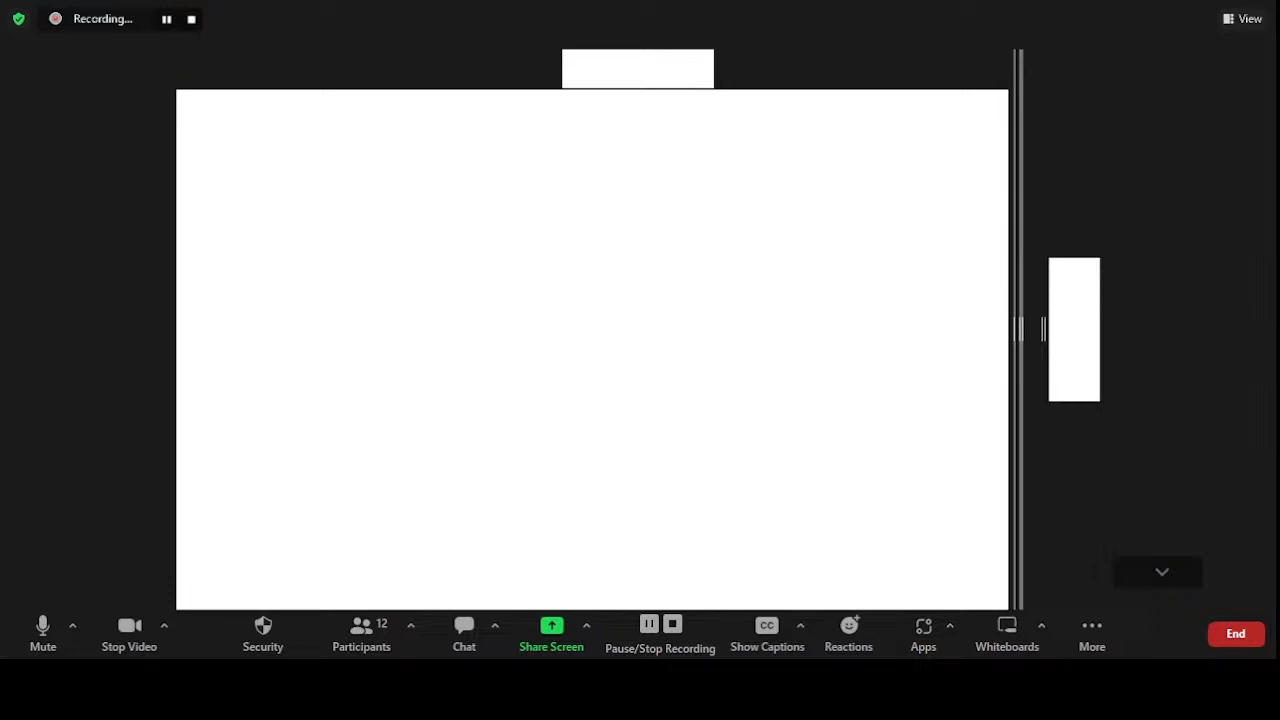 Recording...
View
Mute
Stop Video
Security
Participants
12
Chat
Share Screen
Pause/Stop Recording
CC
Show Captions
Reactions
Apps
Whiteboards
More
End